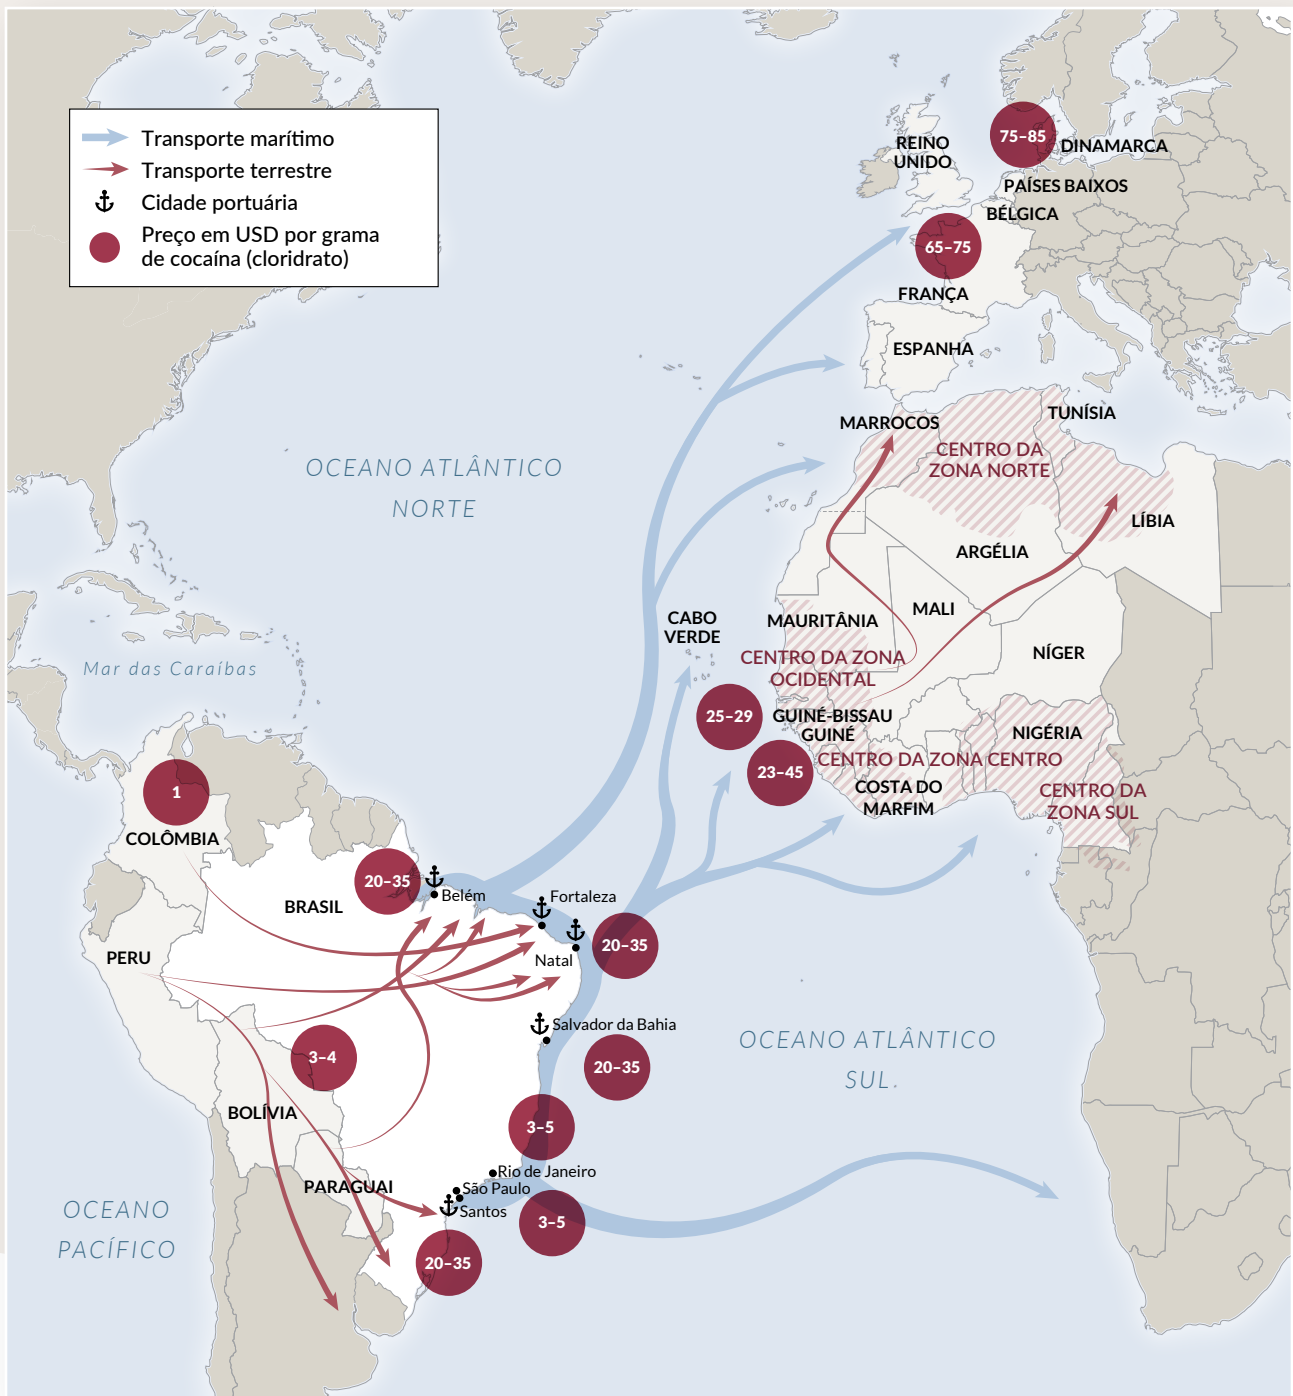 Transporte marítimo
Transporte terrestre
Cidade portuária
Preço em USD por grama
de cocaína (cloridrato)
75–85
DINAMARCA
REINO
UNIDO
PAÍSES BAIXOS
BÉLGICA
65–75
FRANÇA
ESPANHA
MARROCOS
TUNÍSIA
CENTRO DA
ZONA NORTE
OCEANO ATLÂNTICO
NORTE
LÍBIA
ARGÉLIA
CABO
VERDE
MAURITÂNIA
MALI
NÍGER
Mar das Caraíbas
CENTRO DA ZONA
OCIDENTAL
25–29
GUINÉ-BISSAU
GUINÉ
NIGÉRIA
CENTRO DA ZONA CENTRO
23–45
COSTA DO
MARFIM
CENTRO DA
ZONA SUL
1
COLÔMBIA
20–35
Belém
BRASIL
Fortaleza
PERU
Natal
20–35
Salvador da Bahia
OCEANO ATLÂNTICO
SUL.
3–4
20–35
BOLÍVIA
3–5
Rio de Janeiro
PARAGUAI
São Paulo
Santos
3–5
OCEANO
PACÍFICO
20–35